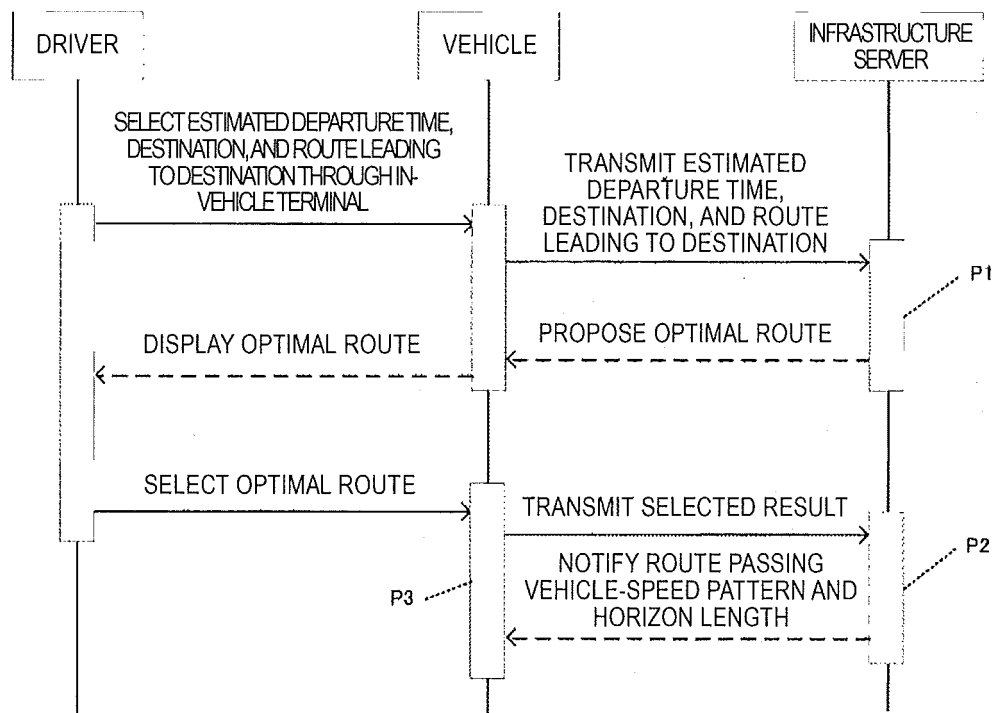 DRIVER
VEHICLE
INFRASTRUCTURE
SERVER
SELECT ESTIMATED DEPARTURE TIME,
DESTINATION, AND ROUTE LEADING
TO DESTINATION THROUGH IN-
VEHICLE TERMINAL
TRANSMIT ESTIMATED
DEPARTURE TIME,
DESTINATION, AND ROUTE
LEADING TO DESTINATION
P1
DISPLAY OPTIMAL ROUTE
PROPOSE OPTIMAL ROUTE
SELECT OPTIMAL ROUTE
TRANSMIT SELECTED RESULT
P2
NOTIFY ROUTE PASSING
VEHICLE-SPEED PATTERN AND
HORIZON LENGTH
P3